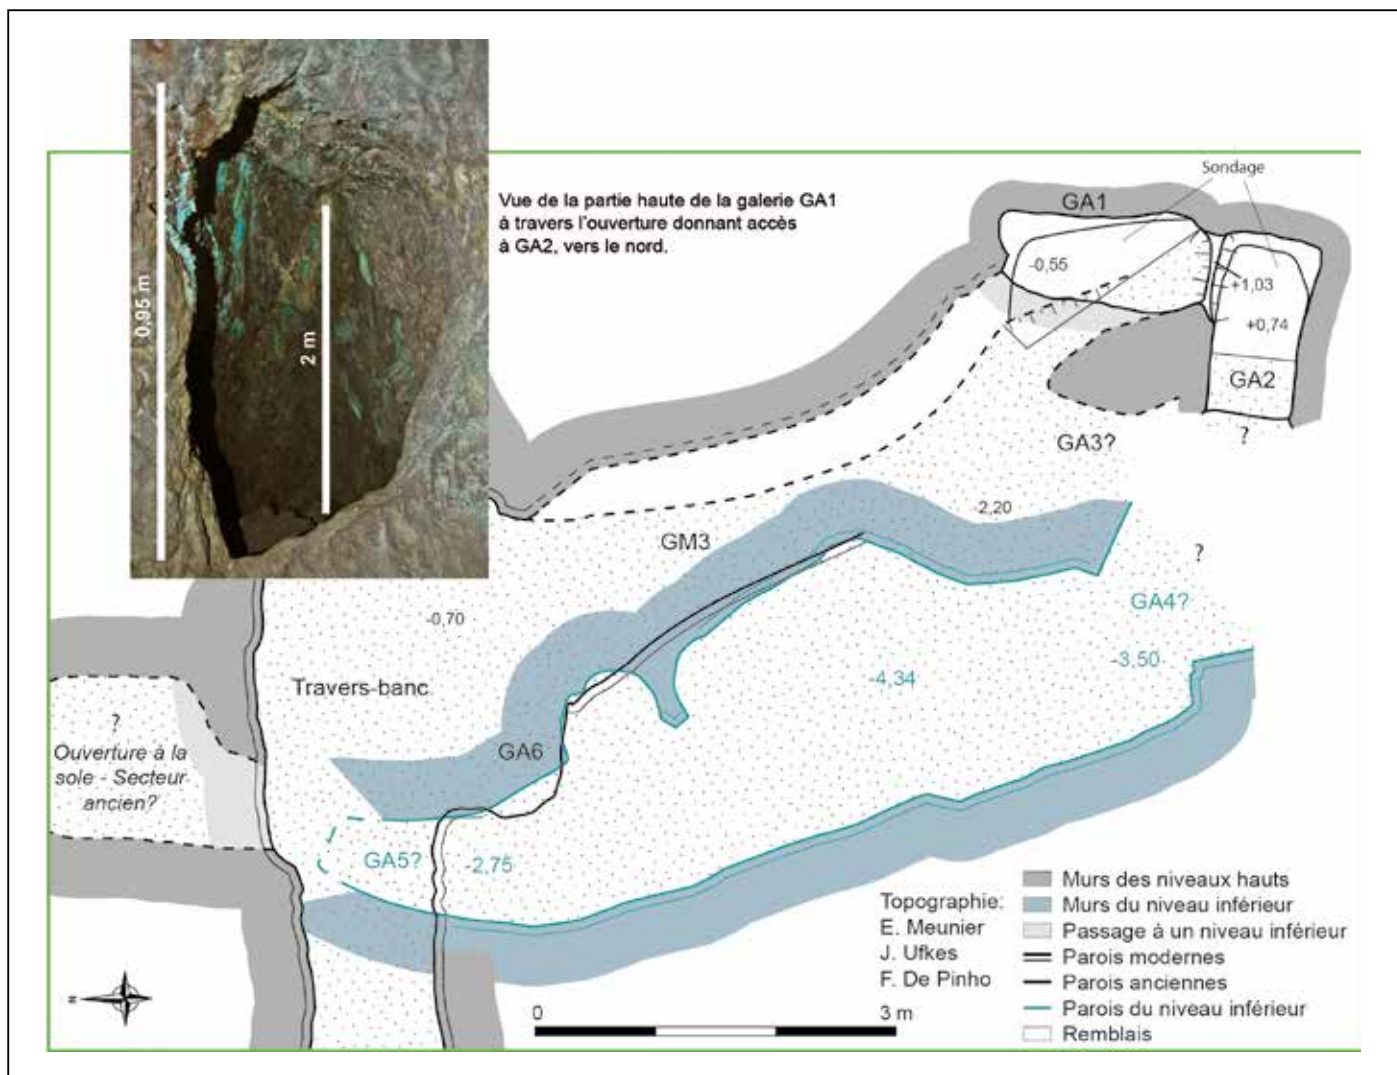 0,95 m
2 m
Vue de la partie haute de la galerie GA1
à travers l'ouverture donnant accès
à GA2, vers le nord.
Sondage
GA1
-0,55
+1,03
+0,74
GA2
?
GA3?
-2,20
GM3
?
GA4?
-0,70
-3,50
-4,34
Travers-banc
?
Ouverture à la
sole - Secteur
ancien?
GA6
GA5?
-2,75
Topographie:
E. Meunier
J. Ufkes
F. De Pinho
Murs des niveaux hauts
Murs du niveau inférieur
Passage à un niveau inférieur
Parois modernes
Parois anciennes
Parois du niveau inférieur
Remblais
N
0
3 m